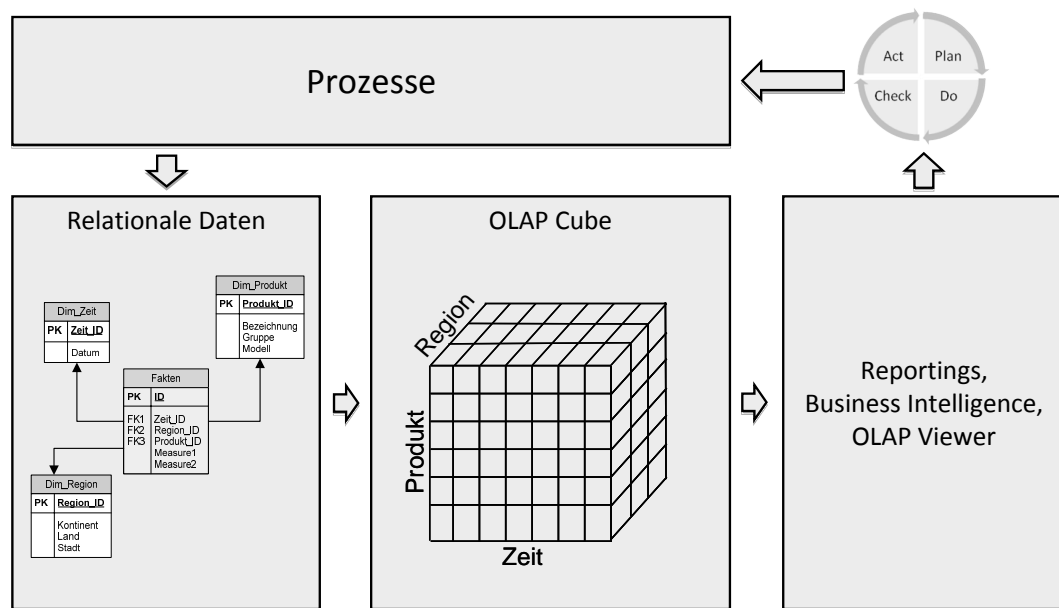 Prozesse
Act
Plan
Check
Do
Relationale Daten
Dim_Zeit
PK Zeit_ID
Datum
Dim_Produkt
PK Produkt_ID
Bezeichnung
Gruppe
Modell
Fakten
PK ID
FK1 Zeit_ID
FK2 Region_ID
FK3 Produkt_ID
Measure1
Measure2
Dim_Region
PK Region_ID
Kontinent
Land
Stadt
OLAP Cube
Region
Produkt
Zeit
Reportings,
Business Intelligence,
OLAP Viewer